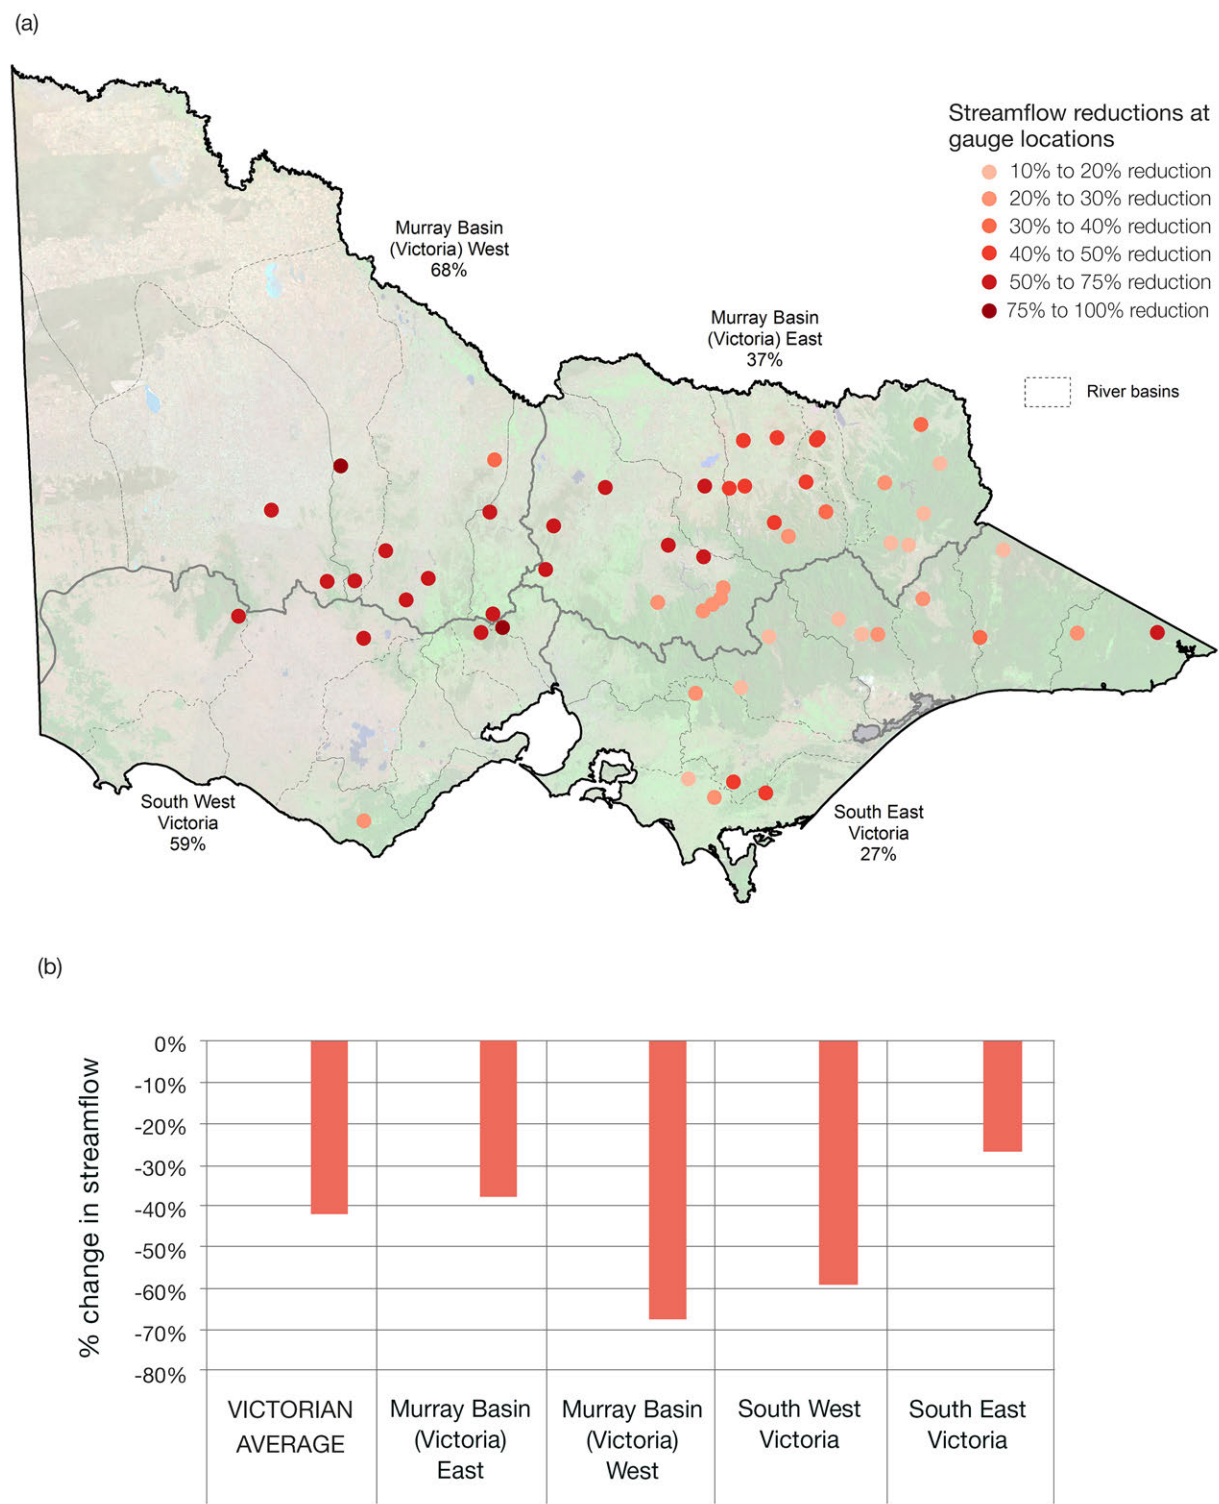 (a)
Streamflow reductions at
gauge locations
10% to 20% reduction
20% to 30% reduction
30% to 40% reduction
40% to 50% reduction
50% to 75% reduction
75% to 100% reduction
River basins
Murray Basin
(Victoria) West
68%
Murray Basin
(Victoria) East
37%
South West
Victoria
59%
South East
Victoria
27%
(b)
% change in streamflow
0%
-10%
-20%
-30%
-40%
-50%
-60%
-70%
-80%
VICTORIAN
AVERAGE
Murray Basin
(Victoria)
East
Murray Basin
(Victoria)
West
South West
Victoria
South East
Victoria